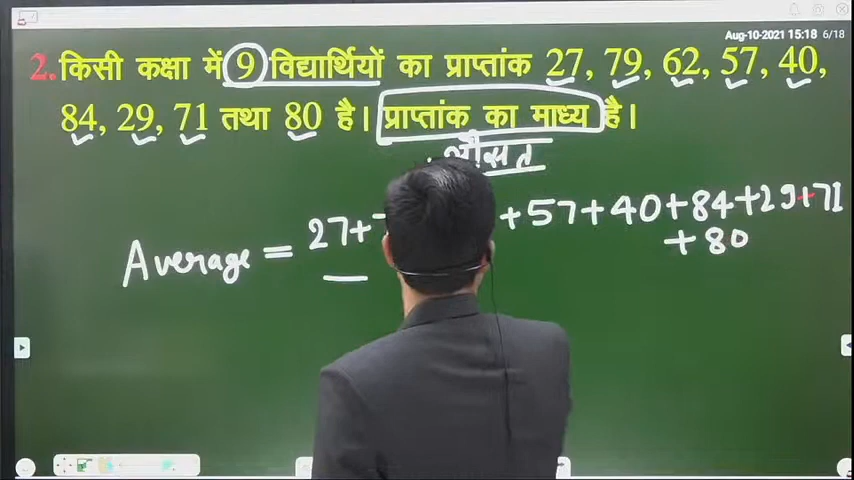 Aug-10-2021 15:18 6/18
2. किसी कक्षा में 9 विद्यार्थियों का प्राप्तांक 27, 79, 62, 57, 40,
84, 29, 71 तथा 80 है। प्राप्तांक का माध्य है।
औसत
Average = 27+ +57+40+84+29+71
+80